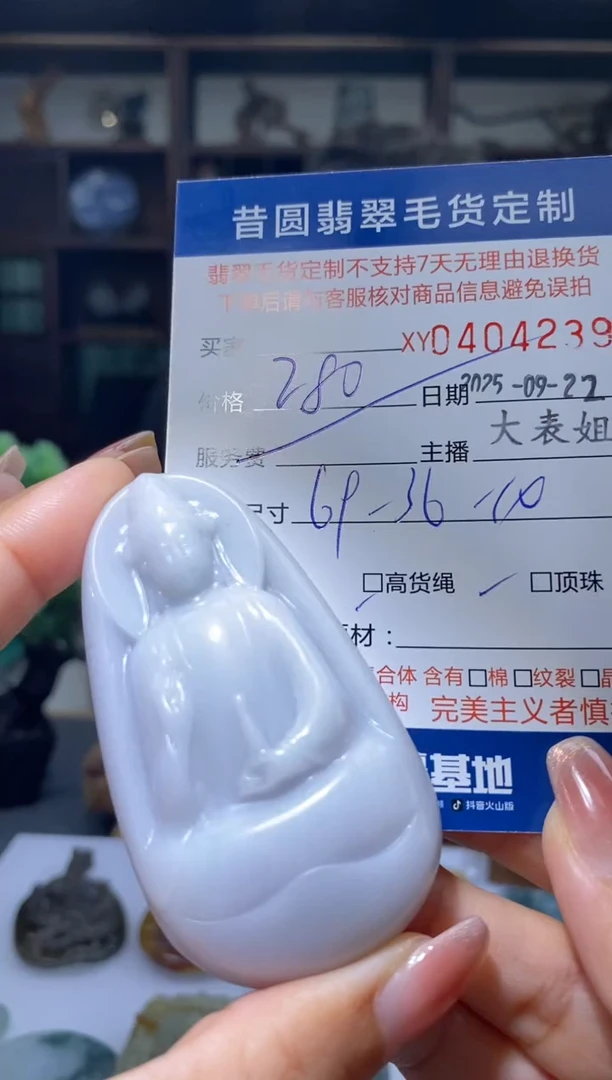 昔圆翡翠毛货定制
翡翠毛货定制不支持7天无理由退换货
下单后请与客服核对商品信息避免误拍
买家 XY0404239
价格 280 日期 2025-09-22
服务费 主播 大表姐
尺寸 69-36-10
□高货绳 □顶珠
材:
合体 含有□棉□纹裂□晶
构 完美主义者慎
基地
抖音火山版